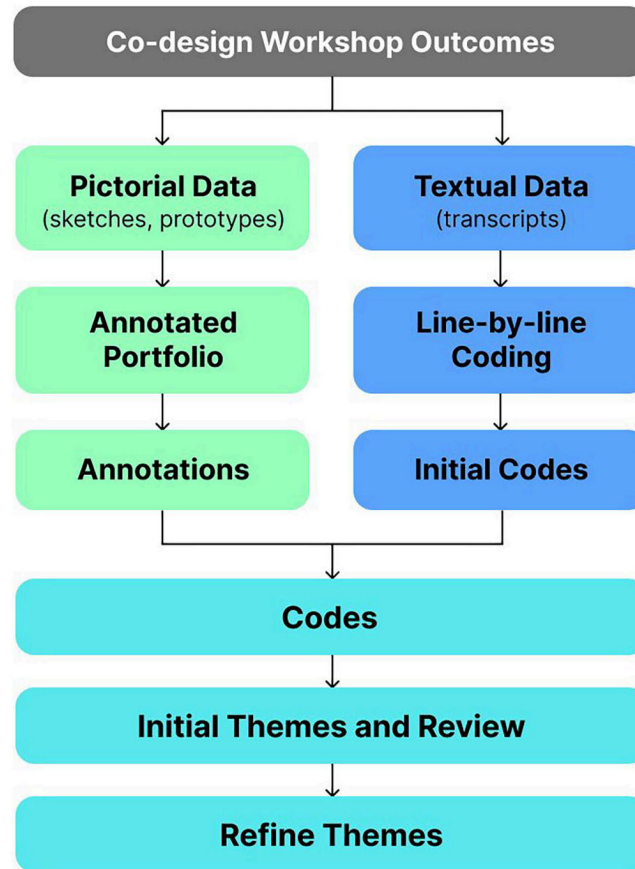 Co-design Workshop Outcomes
Pictorial Data
(sketches, prototypes)
Textual Data
(transcripts)
Annotated
Portfolio
Line-by-line
Coding
Annotations
Initial Codes
Codes
Initial Themes and Review
Refine Themes